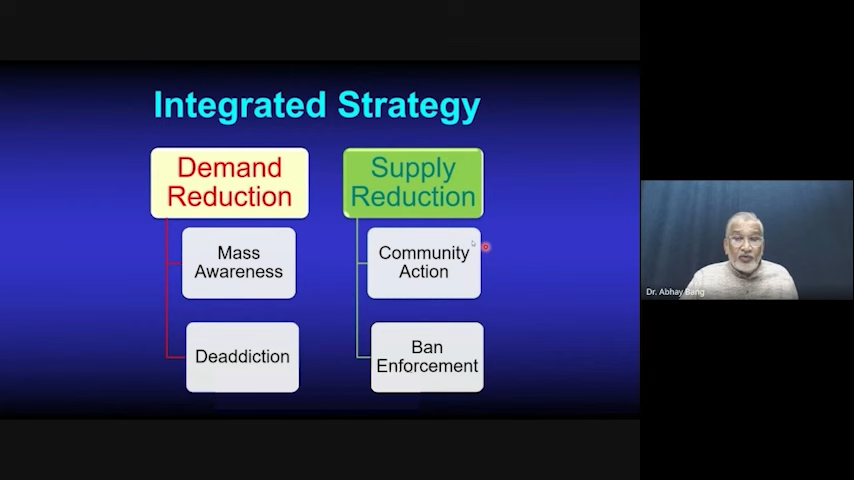 Integrated Strategy
Demand
Reduction
Supply
Reduction
Mass
Awareness
Community
Action
Deaddiction
Ban
Enforcement
Dr. Abhay Bang